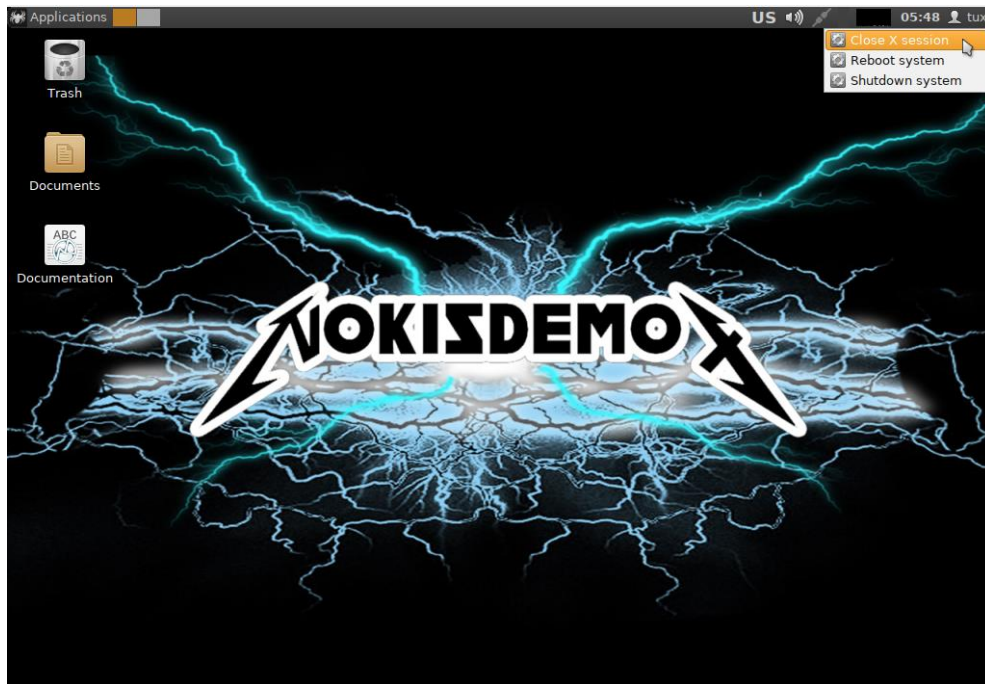 Applications
US
05:48
tux
Close X session
Reboot system
Shutdown system
Trash
Documents
ABC
Documentation
NOKISDEMOX